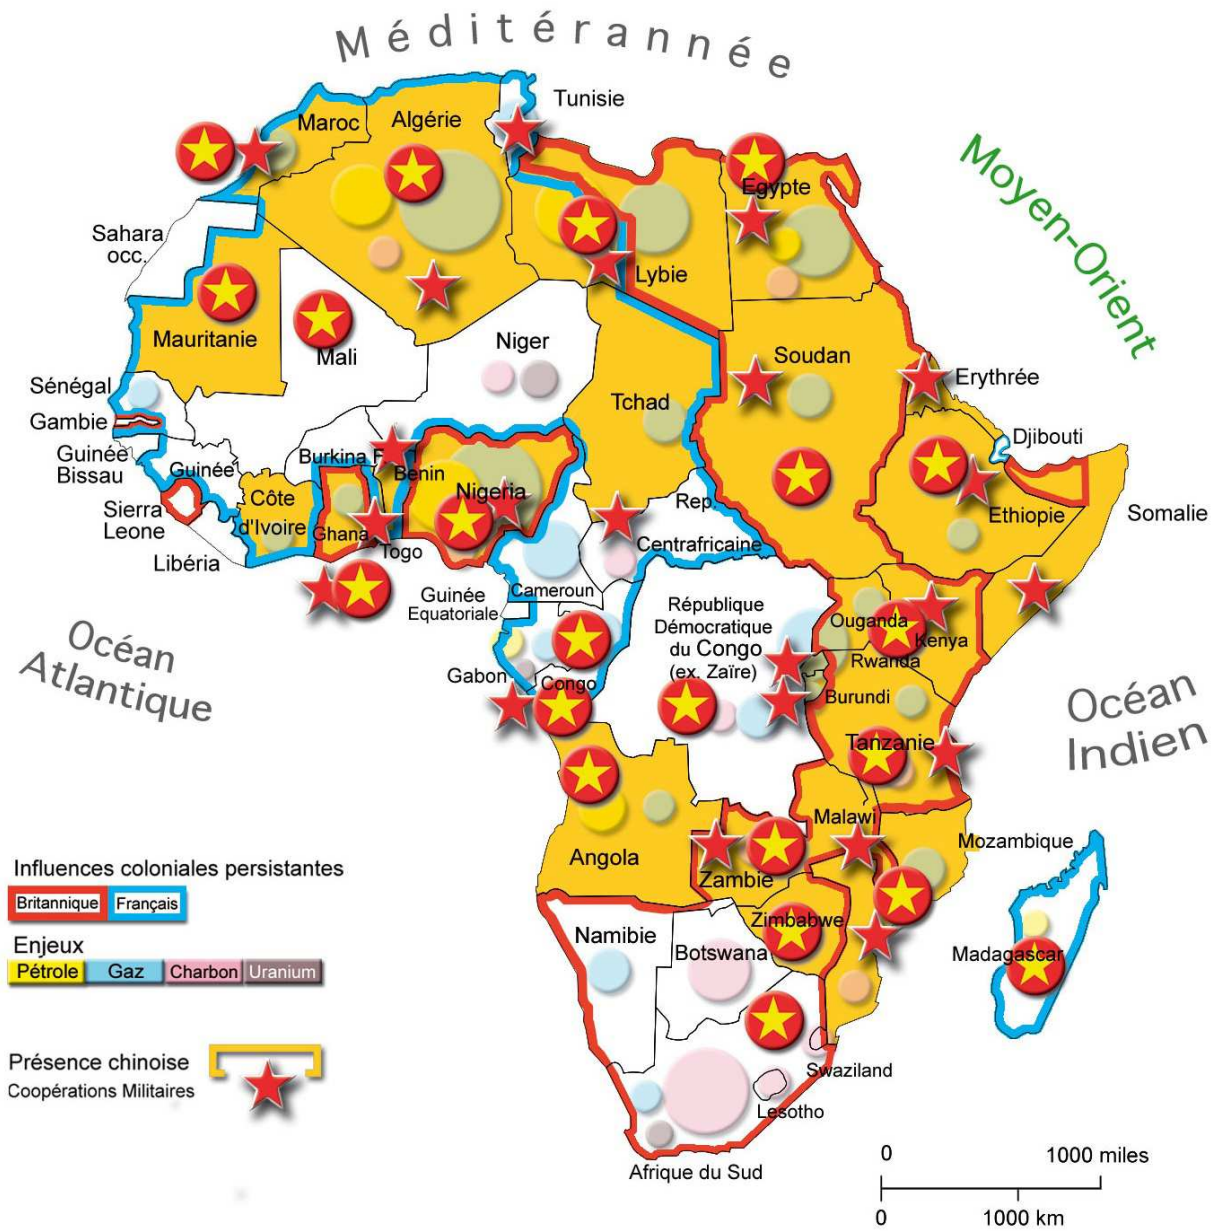 Méditérannée
Tunisie
Maroc
Algérie
Moyen-Orient
Egypte
Sahara
occ.
Lybie
Mauritanie
Mali
Niger
Soudan
Erythrée
Sénégal
Tchad
Gambie
Djibouti
Guinée
Bissau
Guinée
Burkina F
Benin
Nigeria
Côte
d'Ivoire
Ghana
Togo
Sierra
Leone
Libéria
Rep.
Centrafricaine
Ethiopie
Somalie
Guinée
Equatoriale
Cameroun
République
Démocratique
du Congo
(ex. Zaïre)
Ouganda
Kenya
Rwanda
Burundi
Océan
Atlantique
Gabon
Congo
Océan
Indien
Tanzanie
Malawi
Mozambique
Angola
Zambie
Zimbabwe
Namibie
Botswana
Madagascar
Swaziland
Lesotho
Afrique du Sud
Influences coloniales persistantes
Britannique Français
Enjeux
Pétrole Gaz Charbon Uranium
Présence chinoise
Coopérations Militaires
0 1000 miles
0 1000 km